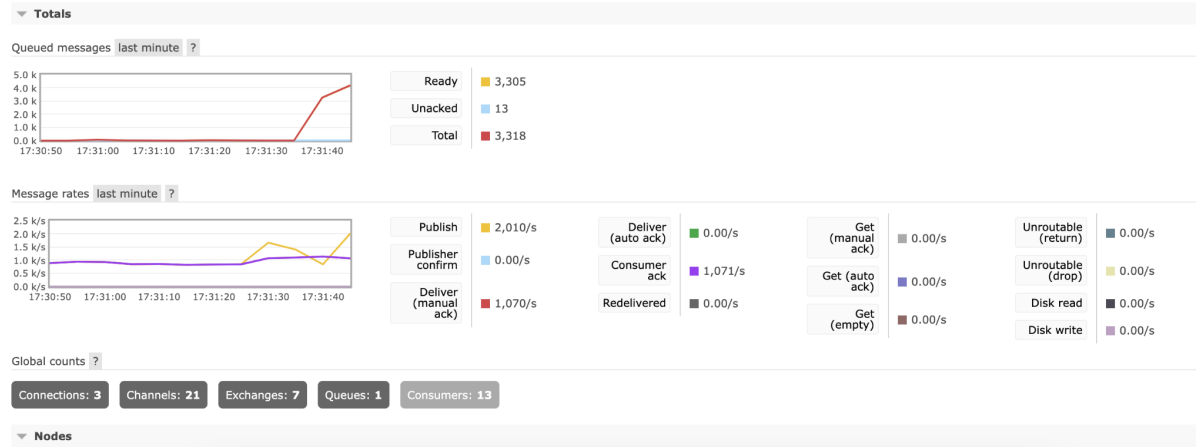 Totals
Queued messages last minute ?
5.0 k
4.0 k
3.0 k
2.0 k
1.0 k
0.0 k
17:30:50 17:31:00 17:31:10 17:31:20 17:31:30 17:31:40
Ready 3,305
Unacked 13
Total 3,318
Message rates last minute ?
2.5 k/s
2.0 k/s
1.5 k/s
1.0 k/s
0.5 k/s
0.0 k/s
17:30:50 17:31:00 17:31:10 17:31:20 17:31:30 17:31:40
Publish 2,010/s
Publisher
confirm 0.00/s
Deliver
(manual 1,070/s
ack)
Deliver
(auto ack) 0.00/s
Consumer
ack 1,071/s
Redelivered 0.00/s
Get
(manual 0.00/s
ack)
Get (auto
ack) 0.00/s
Get
(empty) 0.00/s
Unroutable
(return) 0.00/s
Unroutable
(drop) 0.00/s
Disk read 0.00/s
Disk write 0.00/s
Global counts ?
Connections: 3 Channels: 21 Exchanges: 7 Queues: 1 Consumers: 13
Nodes